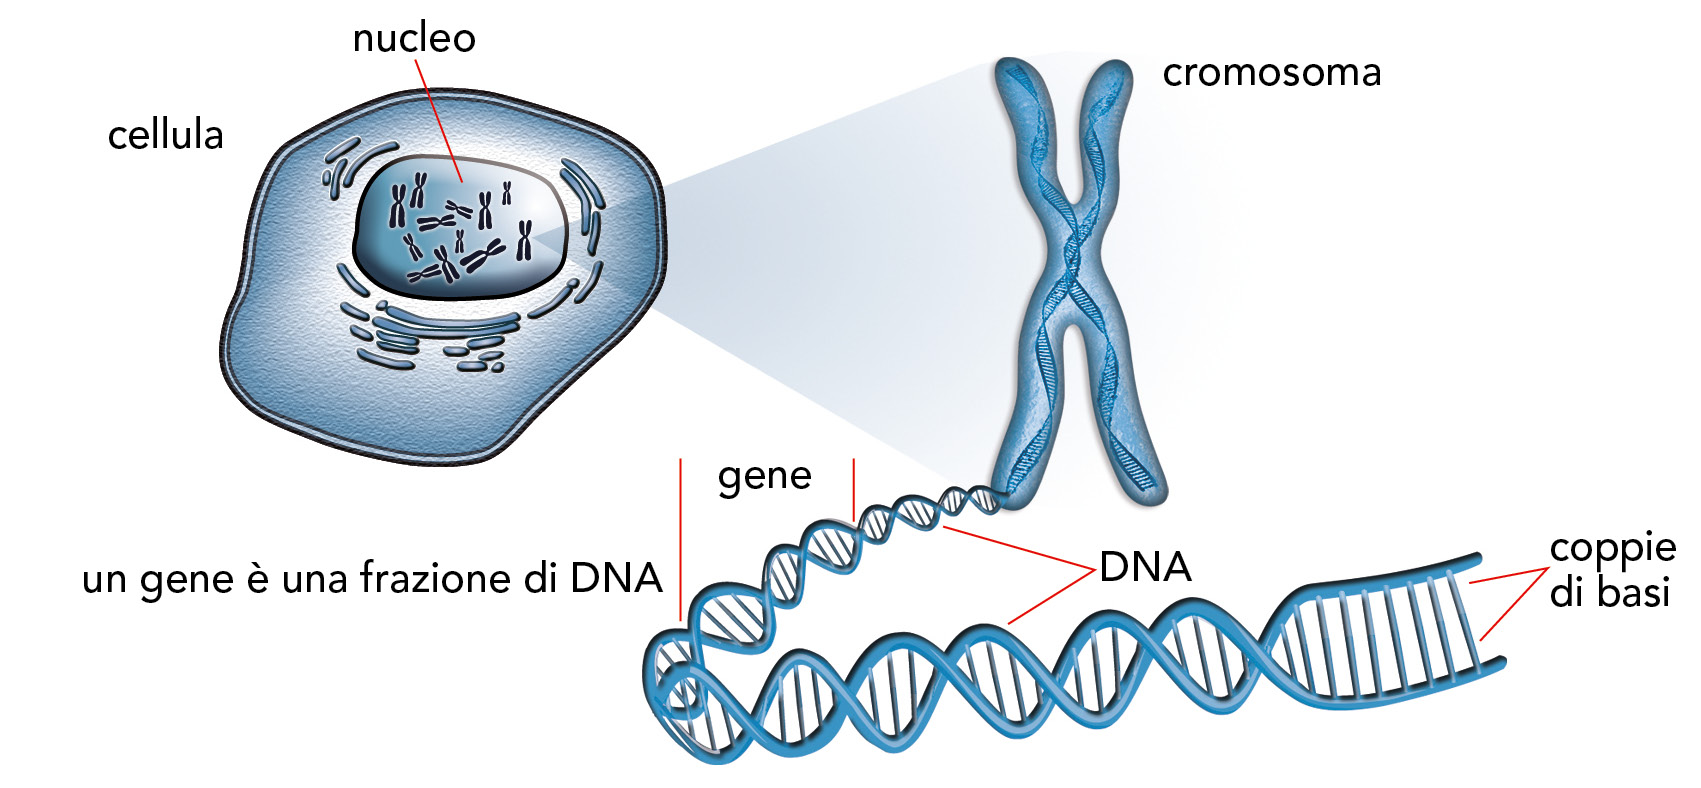 nucleo
cellula
cromosoma
gene
un gene è una frazione di DNA
DNA
coppie
di basi